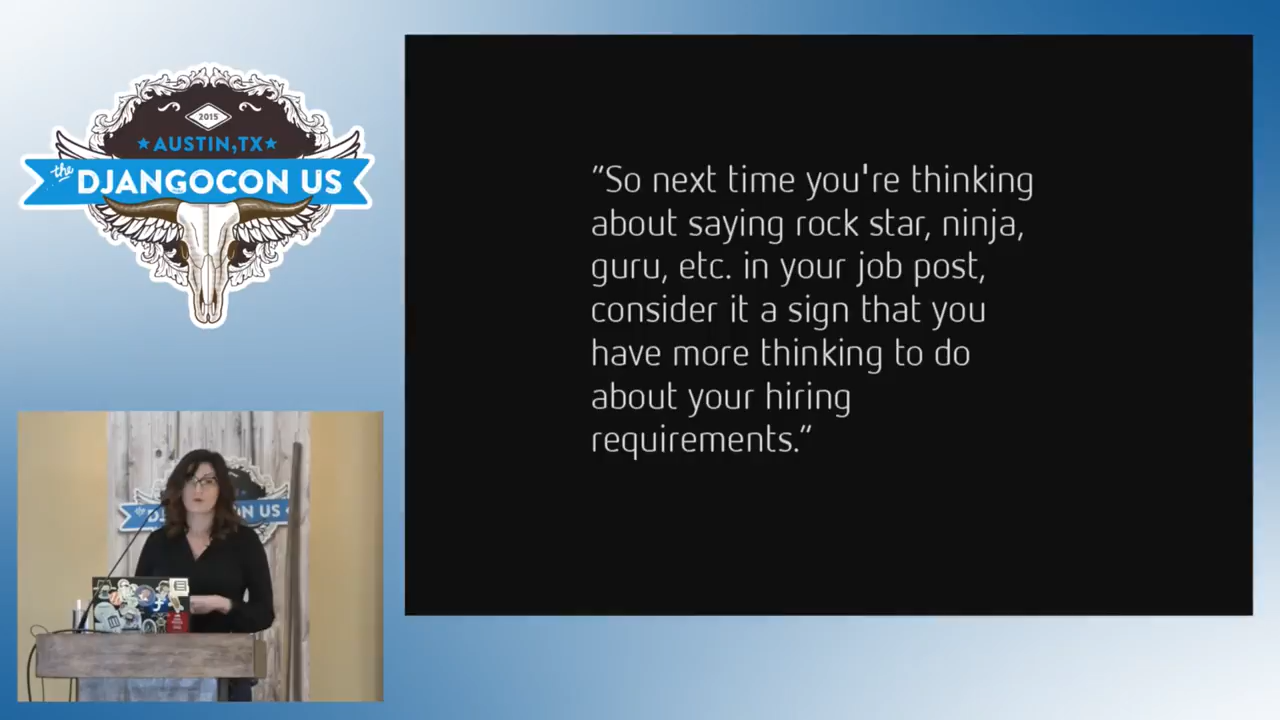 2015
AUSTIN,TX
the
DJANGOCON US
“So next time you're thinking
about saying rock star, ninja,
guru, etc. in your job post,
consider it a sign that you
have more thinking to do
about your hiring
requirements.”